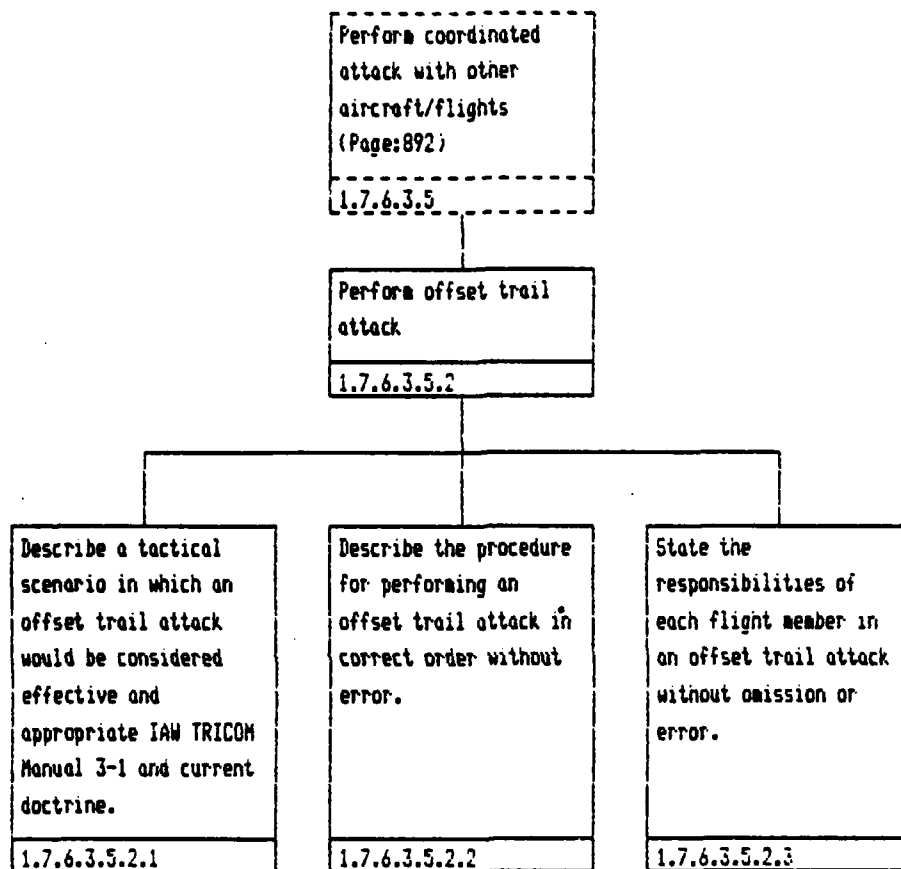 Perform coordinated
attack with other
aircraft/flights
(Page:892)
1.7.6.3.5
Perform offset trail
attack
1.7.6.3.5.2
Describe a tactical
scenario in which an
offset trail attack
would be considered
effective and
appropriate IAW TRICOM
Manual 3-1 and current
doctrine.
1.7.6.3.5.2.1
Describe the procedure
for performing an
offset trail attack in
correct order without
error.
1.7.6.3.5.2.2
State the
responsibilities of
each flight member in
an offset trail attack
without omission or
error.
1.7.6.3.5.2.3